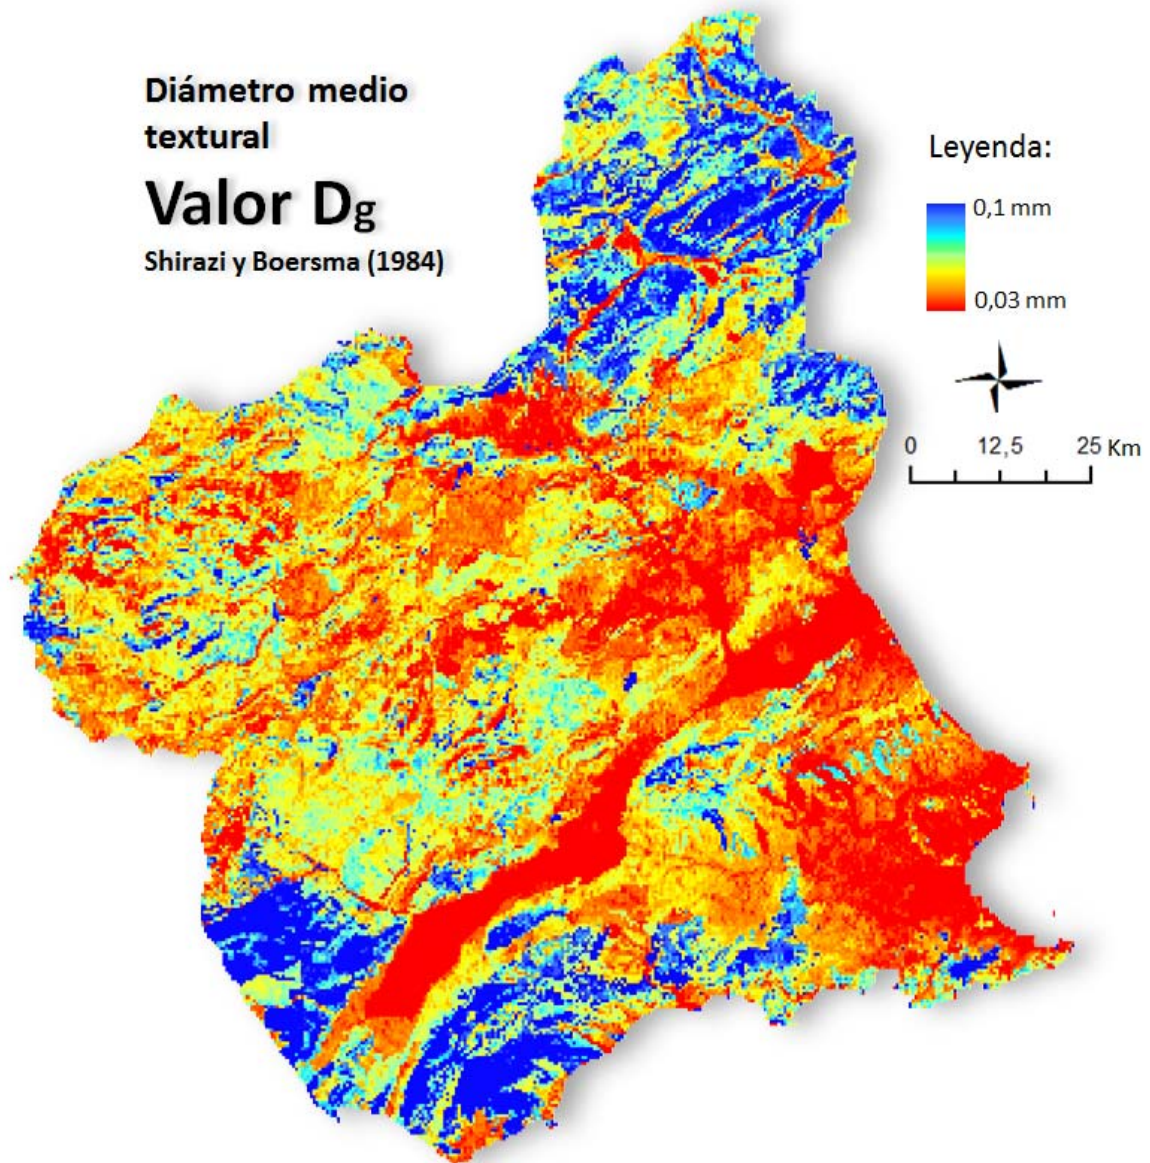 Diámetro medio
textural
Valor Dg
Shirazi y Boersma (1984)
Leyenda:
0,1 mm
0,03 mm
0 12,5 25 Km